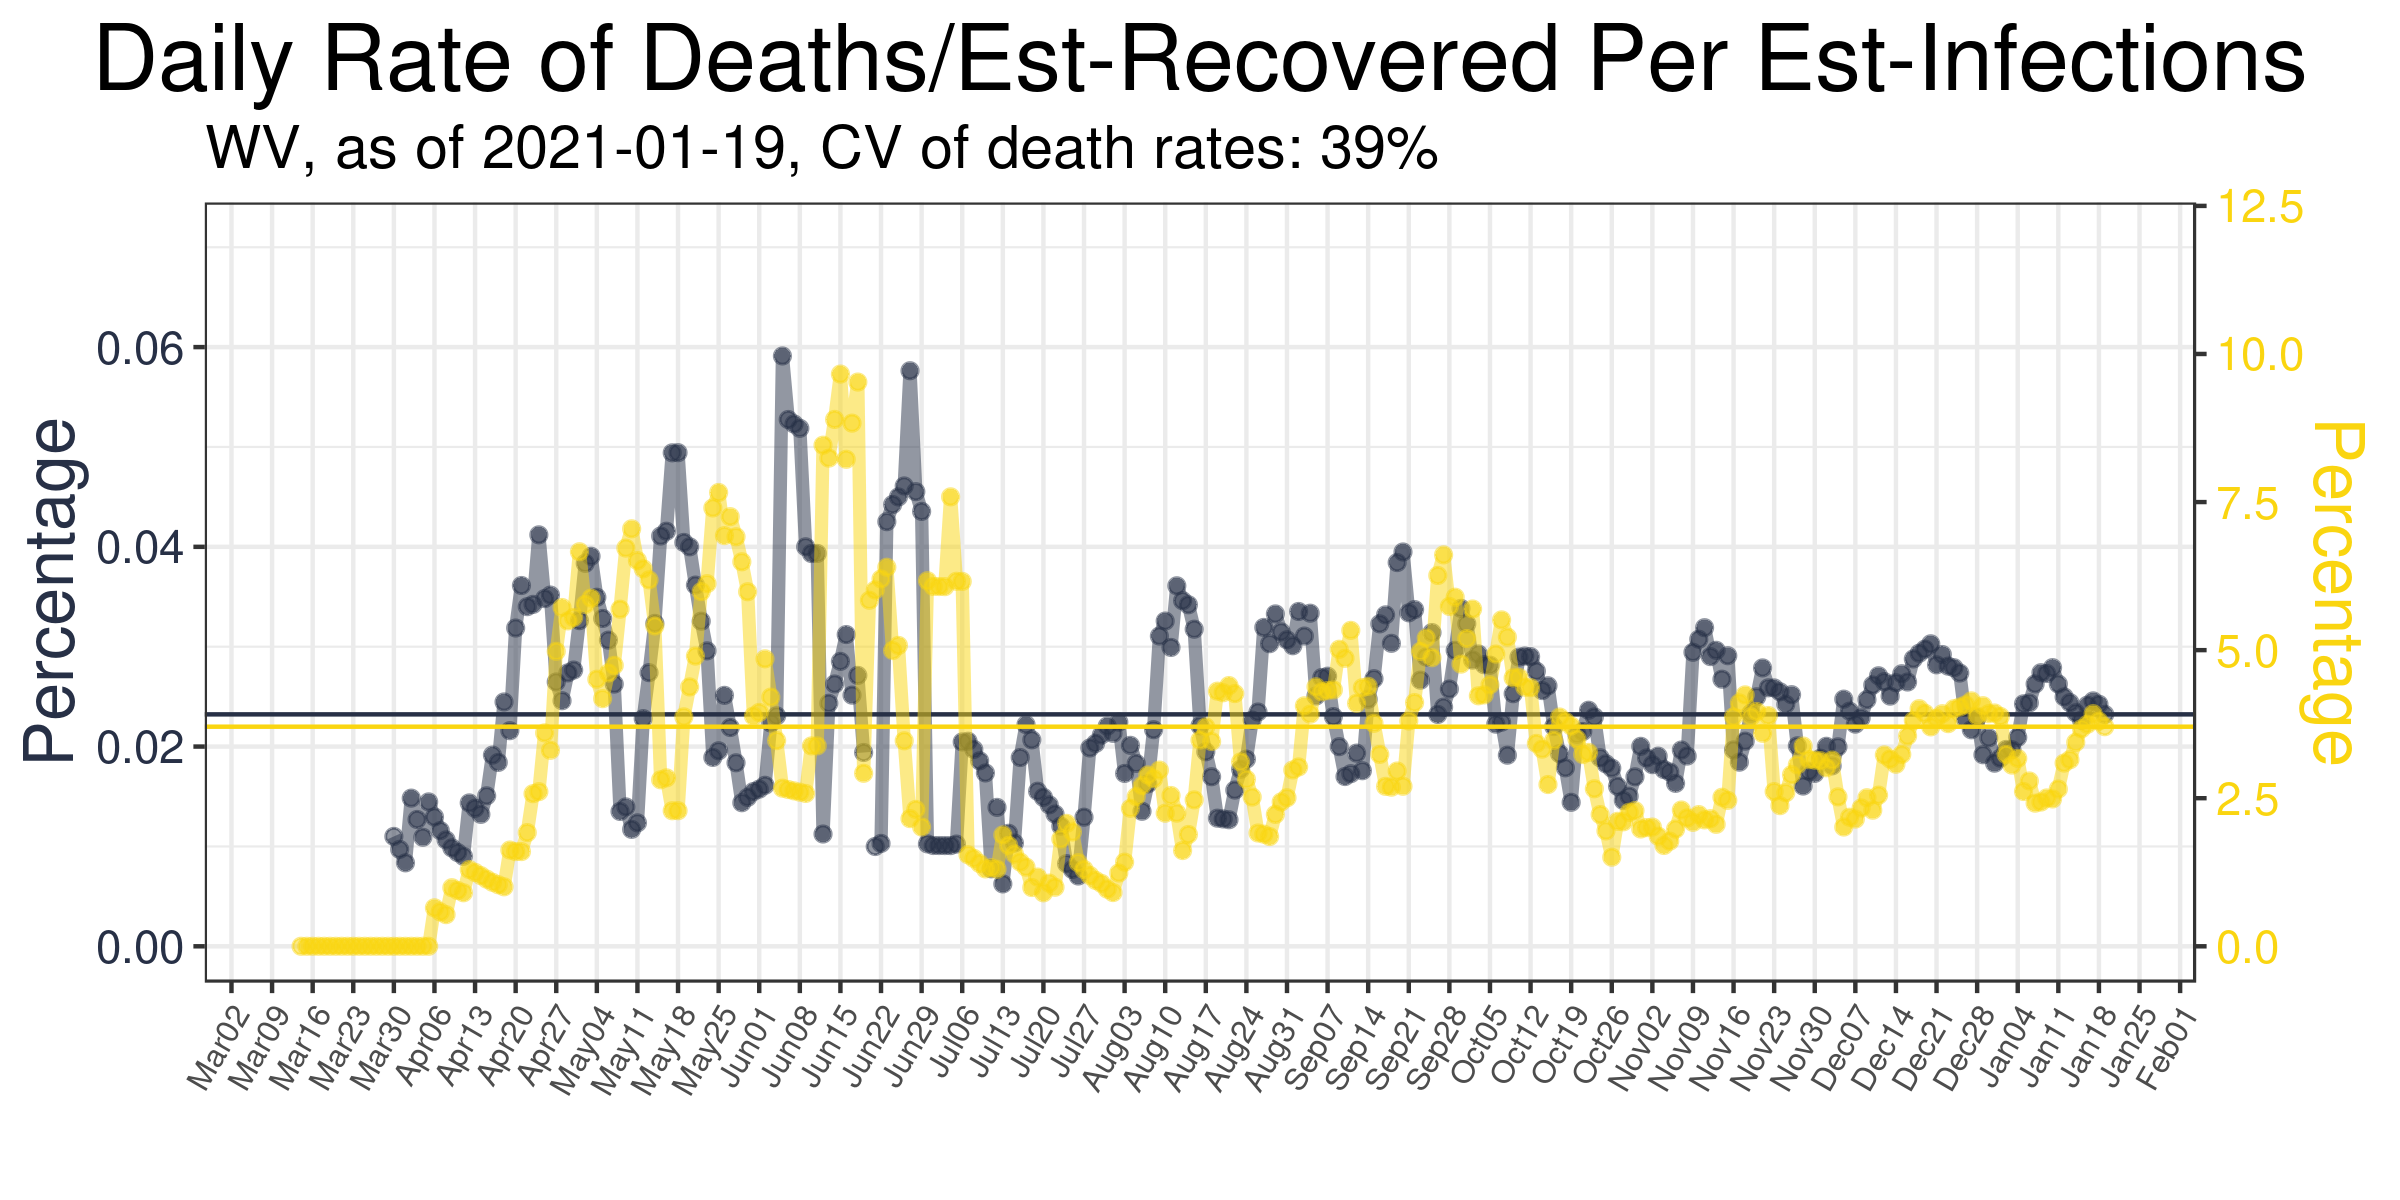 Daily Rate of Deaths/Est-Recovered Per Est-Infections
WV, as of 2021-01-19, CV of death rates: 39%
Percentage
0.06
0.04
0.02
0.00
12.5
10.0
7.5
5.0
2.5
0.0
Percentage
Mar02
Mar09
Mar16
Mar23
Mar30
Apr06
Apr13
Apr20
Apr27
May04
May11
May18
May25
Jun01
Jun08
Jun15
Jun22
Jun29
Jul06
Jul13
Jul20
Jul27
Aug03
Aug10
Aug17
Aug24
Aug31
Sep07
Sep14
Sep21
Sep28
Oct05
Oct12
Oct19
Oct26
Nov02
Nov09
Nov16
Nov23
Nov30
Dec07
Dec14
Dec21
Dec28
Jan04
Jan11
Jan18
Jan25
Feb01